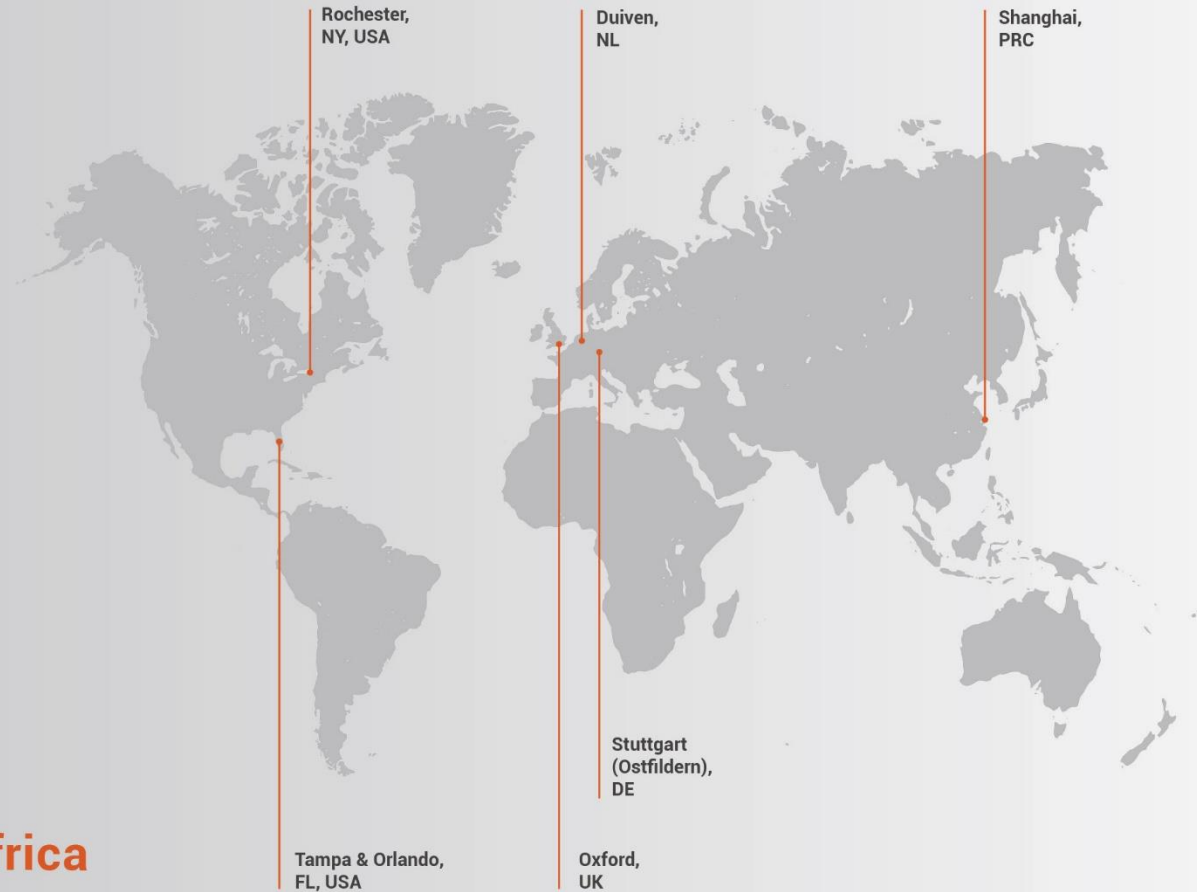 Rochester,
NY, USA
Duiven,
NL
Shanghai,
PRC
Stuttgart
(Ostfildern),
DE
frica
Tampa & Orlando,
FL, USA
Oxford,
UK